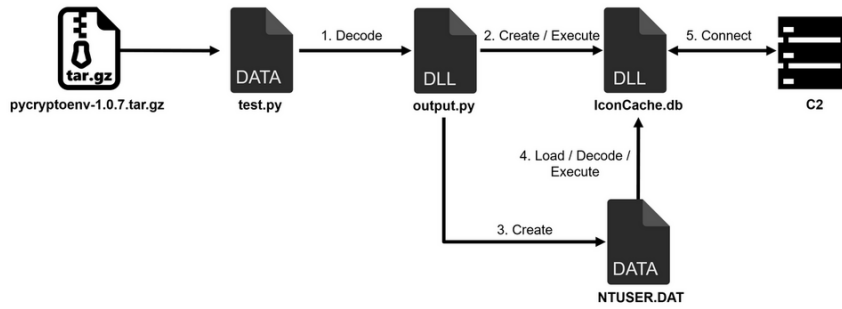 tar.gz
pycryptoenv-1.0.7.tar.gz
DATA
test.py
1. Decode
DLL
output.py
2. Create / Execute
DLL
IconCache.db
5. Connect
C2
4. Load / Decode /
Execute
3. Create
DATA
NTUSER.DAT